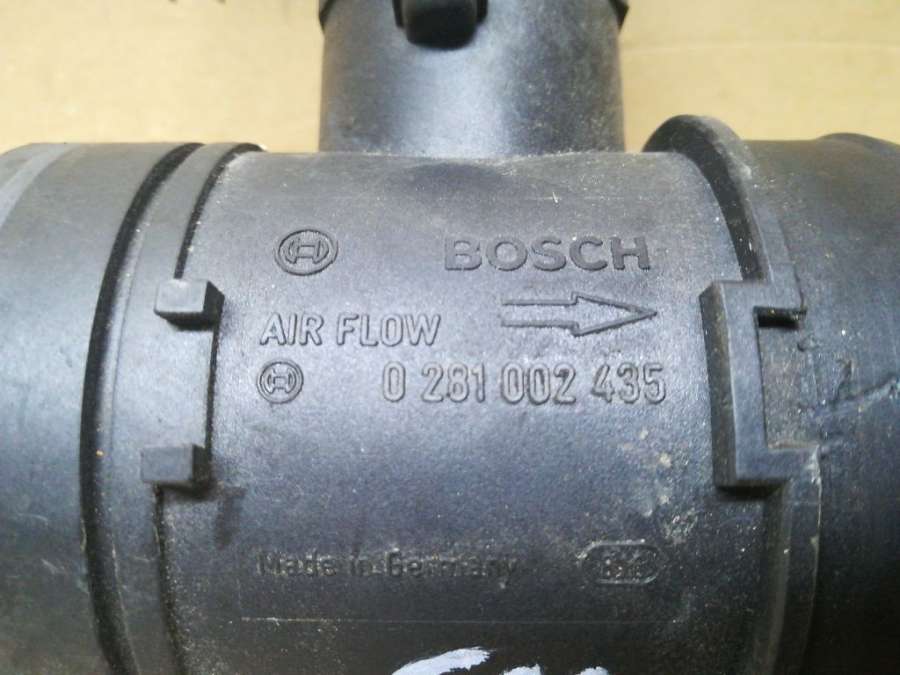 BOSCH
AIR FLOW
0 281 002 435
Made in Germany